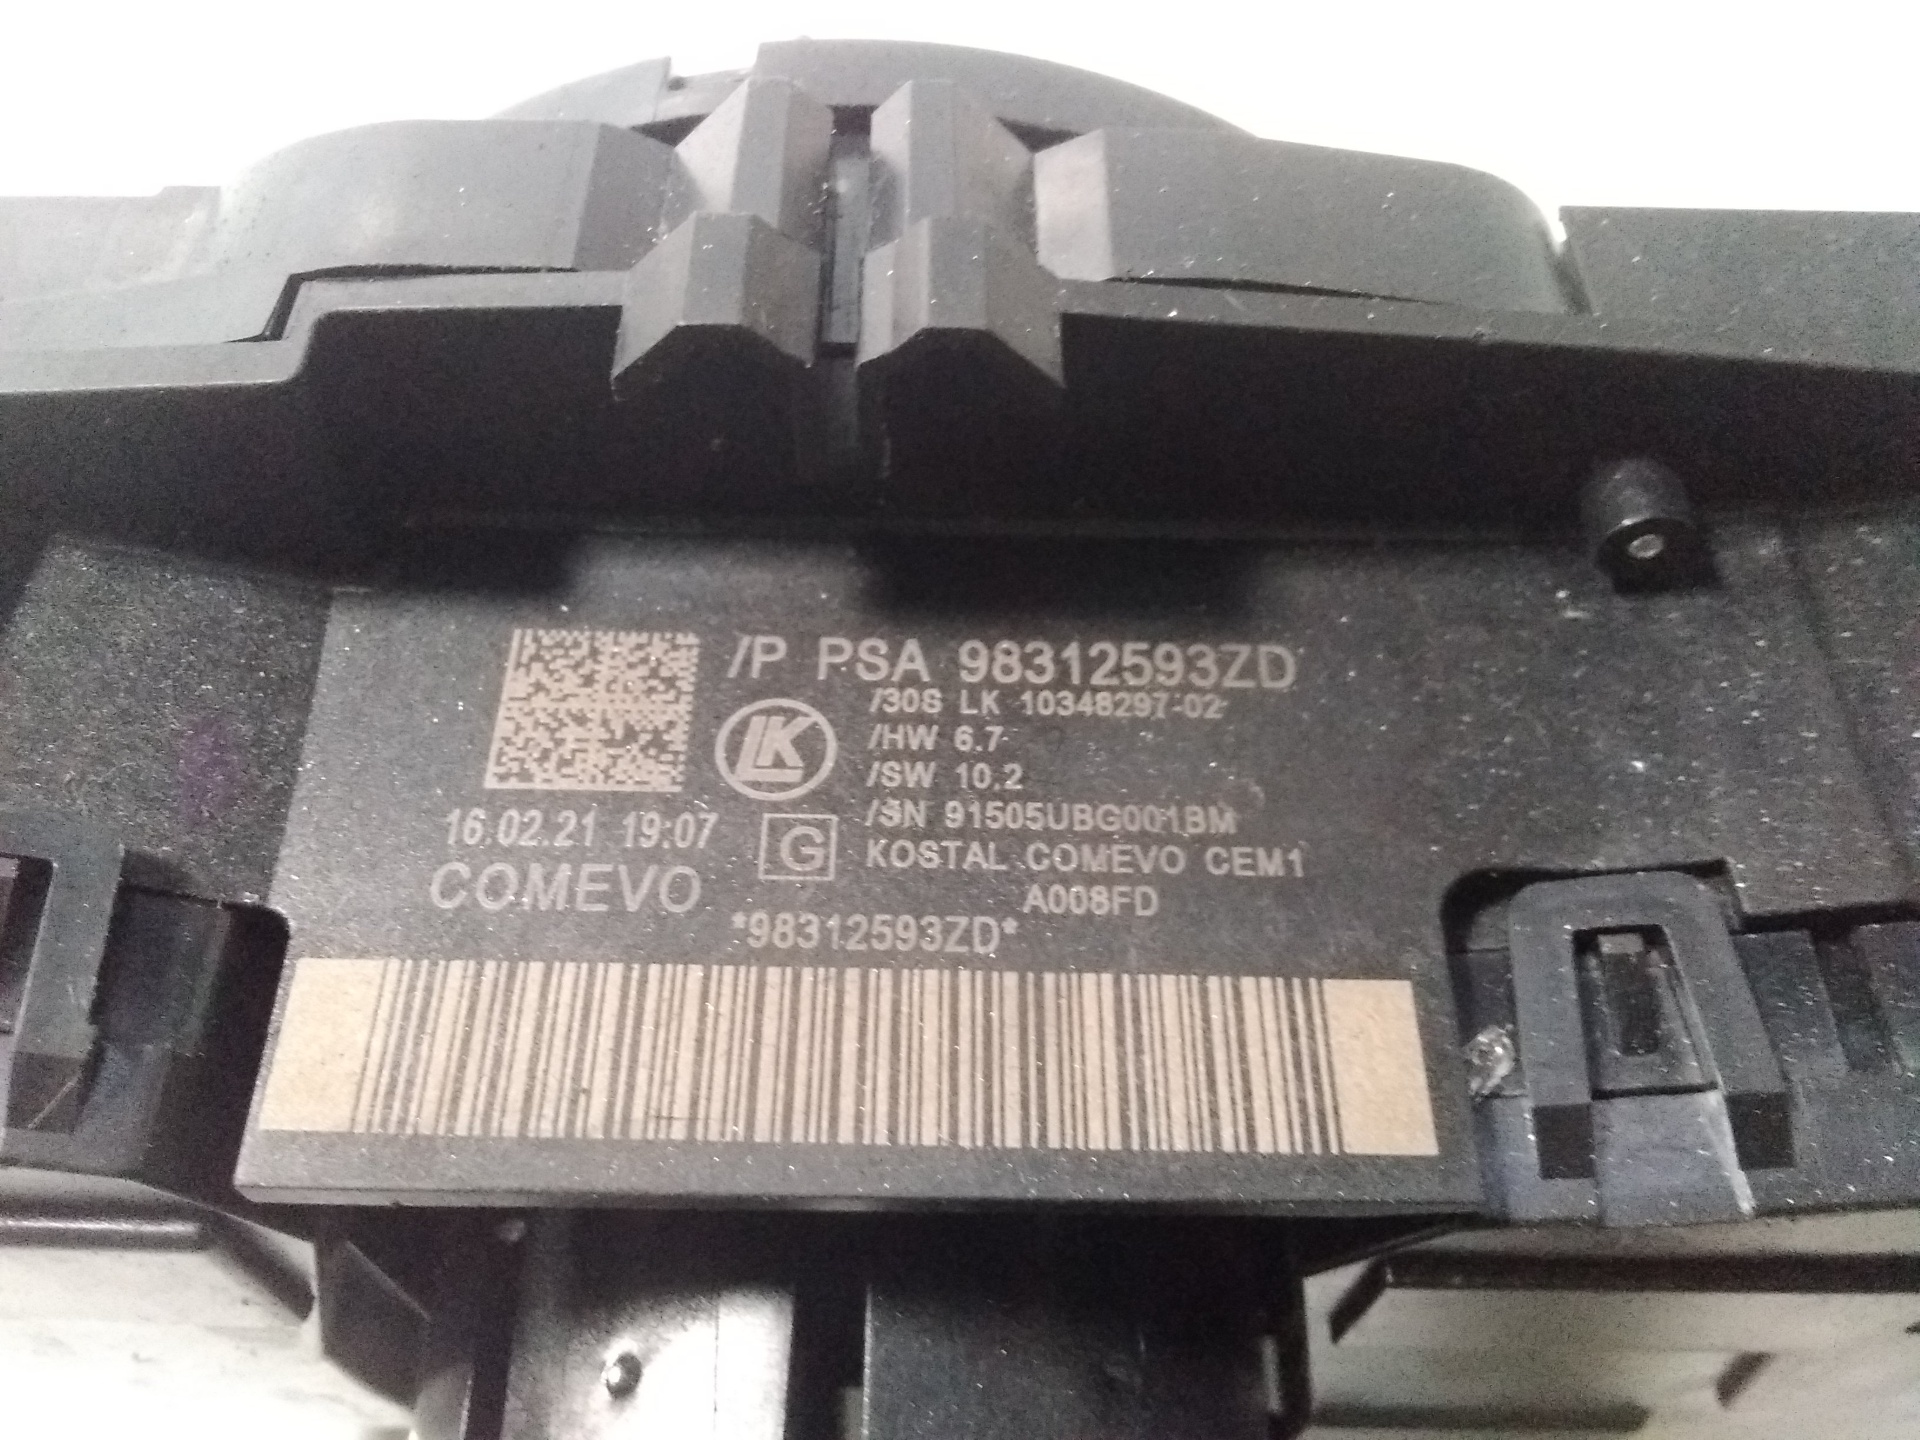 /P PSA 98312593ZD
/30S LK 10348297-02
LK
/HW 6.7
/SW 10.2
/SN 91505UBG001BM
16.02.21 19:07
G
KOSTAL COMEVO CEM1
COMEVO
A008FD
*98312593ZD*